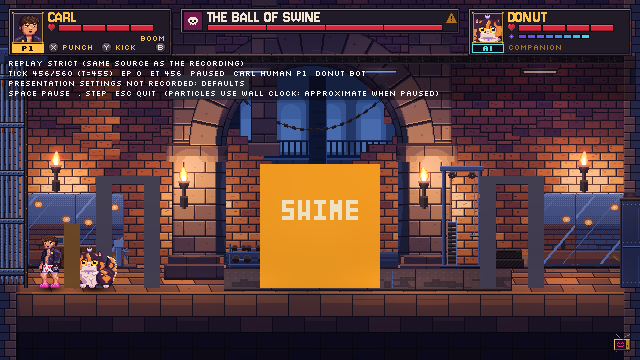 CARL
THE BALL OF SWINE
DONUT
BOOM
P1 X PUNCH Y KICK B
AI COMPANION
REPLAY STRICT (SAME SOURCE AS THE RECORDING)
TICK 456/560 (T=455) EP 0 ET 456 PAUSED CARL HUMAN P1 DONUT BOT
PRESENTATION SETTINGS NOT RECORDED: DEFAULTS
SPACE PAUSE . STEP ESC QUIT (PARTICLES USE WALL CLOCK: APPROXIMATE WHEN PAUSED)
SWINE